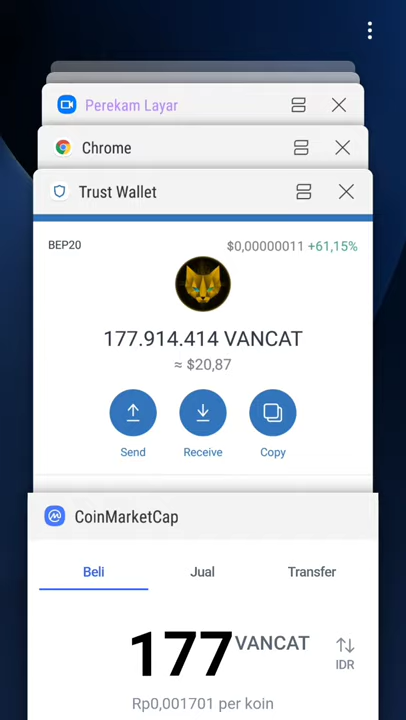 Perekam Layar
Chrome
Trust Wallet
BEP20
$0,00000011 +61,15%
177.914.414 VANCAT
≈ $20,87
Send
Receive
Copy
CoinMarketCap
Beli
Jual
Transfer
177 VANCAT
IDR
Rp0,001701 per koin